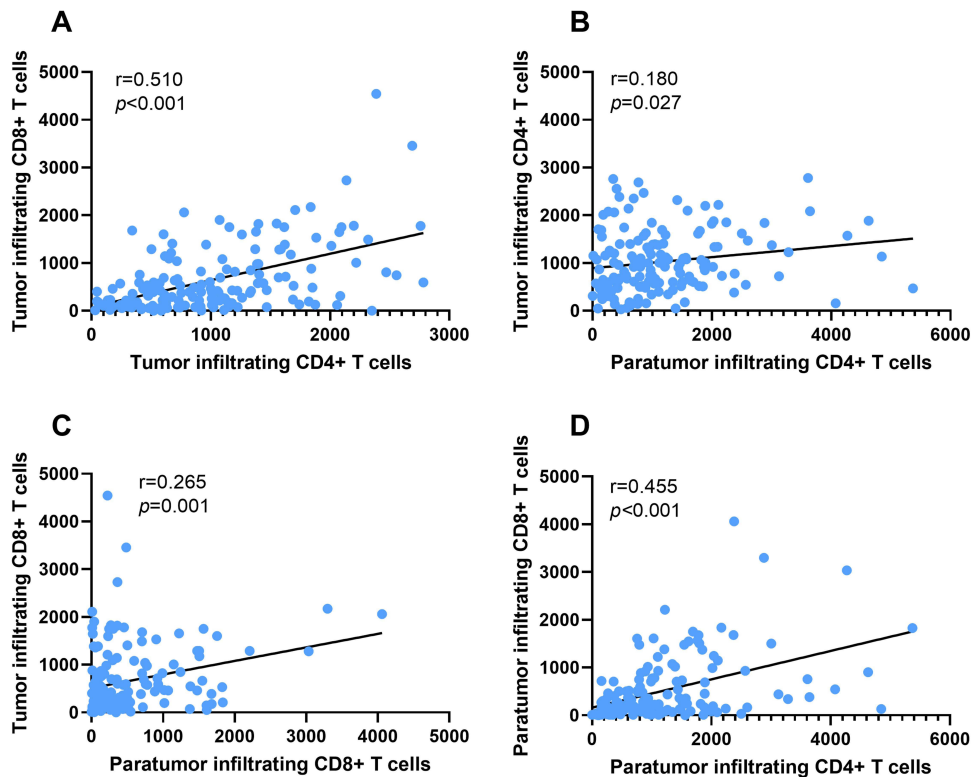 A
Tumor infiltrating CD8+ T cells
r=0.510
p<0.001
5000
4000
3000
2000
1000
0
0 1000 2000 3000
Tumor infiltrating CD4+ T cells
B
Tumor infiltrating CD4+ T cells
r=0.180
p=0.027
5000
4000
3000
2000
1000
0
0 2000 4000 6000
Paratumor infiltrating CD4+ T cells
C
Tumor infiltrating CD8+ T cells
r=0.265
p=0.001
5000
4000
3000
2000
1000
0
0 1000 2000 3000 4000 5000
Paratumor infiltrating CD8+ T cells
D
Paratumor infiltrating CD8+ T cells
r=0.455
p<0.001
5000
4000
3000
2000
1000
0
0 2000 4000 6000
Paratumor infiltrating CD4+ T cells